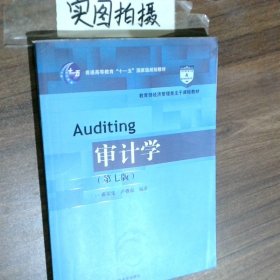 实图拍摄
普通高等教育“十一五”国家级规划教材
教育部经济管理类主干课程教材
Auditing
审计学
（第七版）
编著